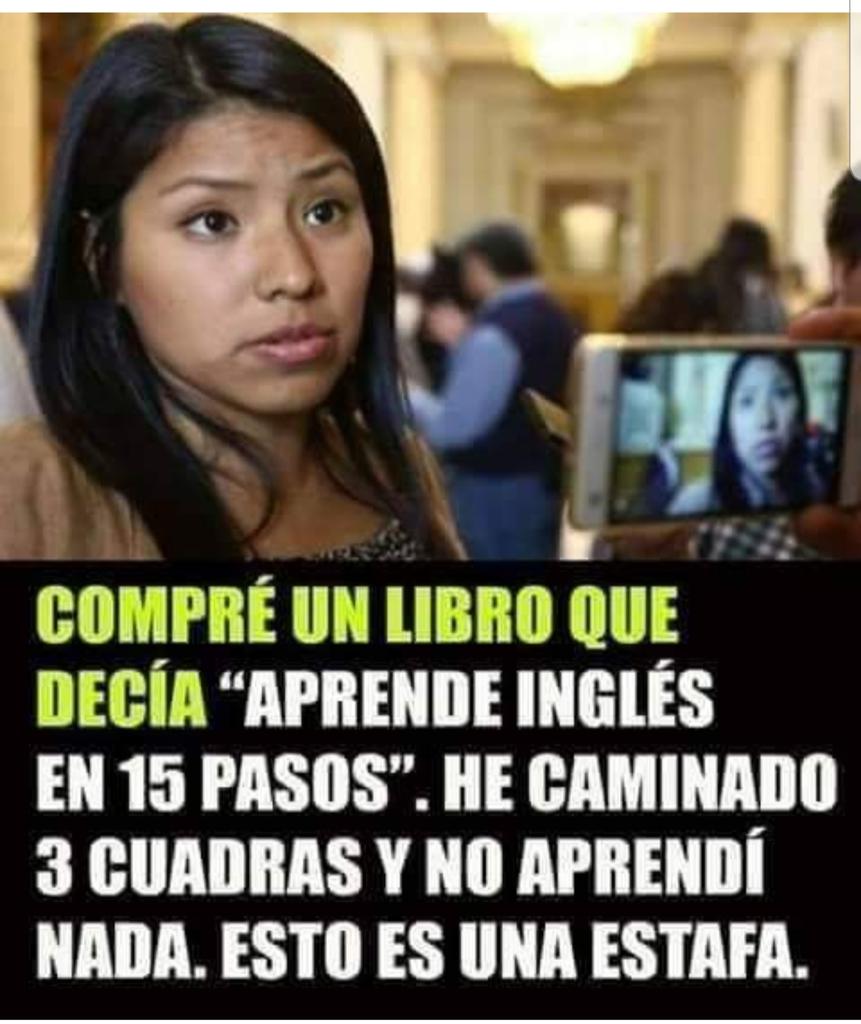 COMPRÉ UN LIBRO QUE
DECÍA “APRENDE INGLÉS
EN 15 PASOS”. HE CAMINADO
3 CUADRAS Y NO APRENDÍ
NADA. ESTO ES UNA ESTAFA.